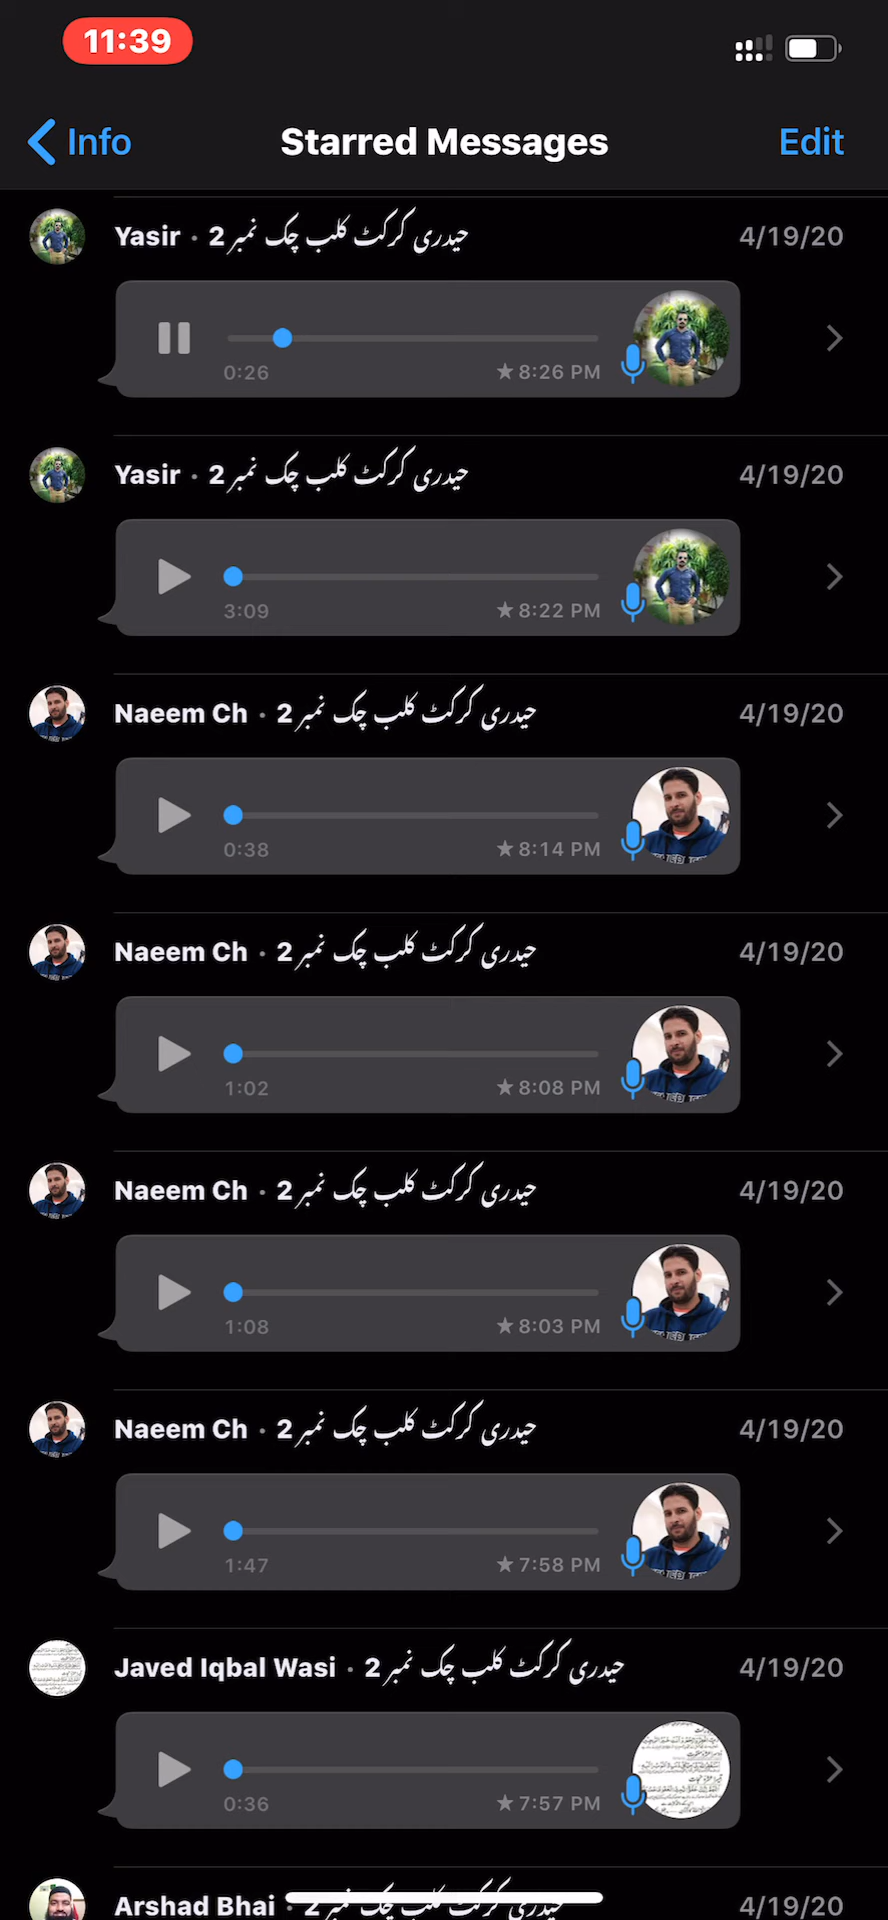 11:39
Info
Starred Messages
Edit
Yasir · حیدری کرکٹ کلب چک نمبر 2
4/19/20
0:26
★ 8:26 PM
Yasir · حیدری کرکٹ کلب چک نمبر 2
4/19/20
3:09
★ 8:22 PM
Naeem Ch · حیدری کرکٹ کلب چک نمبر 2
4/19/20
0:38
★ 8:14 PM
Naeem Ch · حیدری کرکٹ کلب چک نمبر 2
4/19/20
1:02
★ 8:08 PM
Naeem Ch · حیدری کرکٹ کلب چک نمبر 2
4/19/20
1:08
★ 8:03 PM
Naeem Ch · حیدری کرکٹ کلب چک نمبر 2
4/19/20
1:47
★ 7:58 PM
Javed Iqbal Wasi · حیدری کرکٹ کلب چک نمبر 2
4/19/20
0:36
★ 7:57 PM
Arshad Bhai · حیدری کرکٹ کلب چک نمبر 2
4/19/20